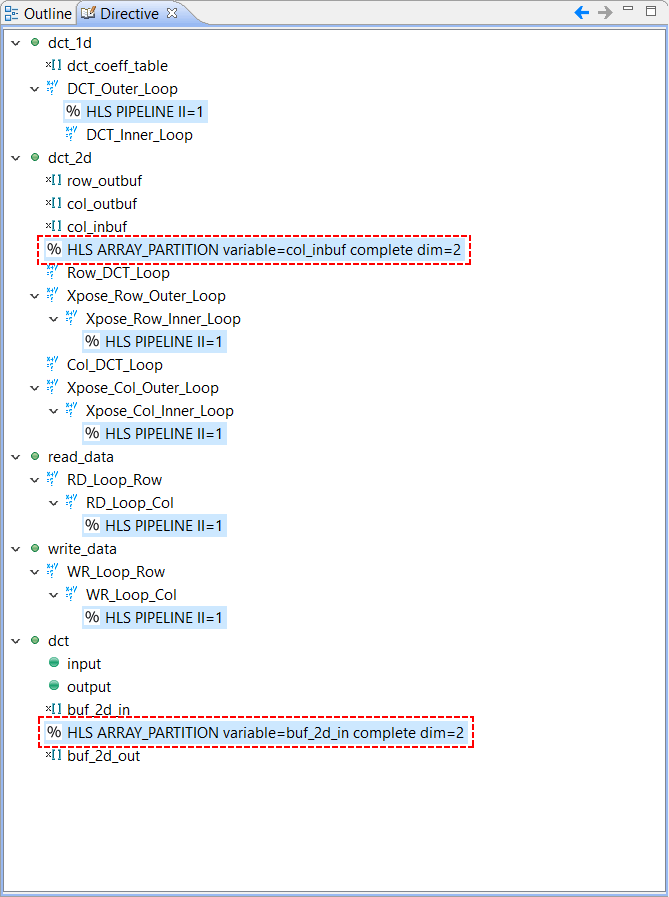 Outline Directive
dct_1d
dct_coeff_table
DCT_Outer_Loop
% HLS PIPELINE II=1
DCT_Inner_Loop
dct_2d
row_outbuf
col_outbuf
col_inbuf
% HLS ARRAY_PARTITION variable=col_inbuf complete dim=2
Row_DCT_Loop
Xpose_Row_Outer_Loop
Xpose_Row_Inner_Loop
% HLS PIPELINE II=1
Col_DCT_Loop
Xpose_Col_Outer_Loop
Xpose_Col_Inner_Loop
% HLS PIPELINE II=1
read_data
RD_Loop_Row
RD_Loop_Col
% HLS PIPELINE II=1
write_data
WR_Loop_Row
WR_Loop_Col
% HLS PIPELINE II=1
dct
input
output
buf_2d_in
% HLS ARRAY_PARTITION variable=buf_2d_in complete dim=2
buf_2d_out